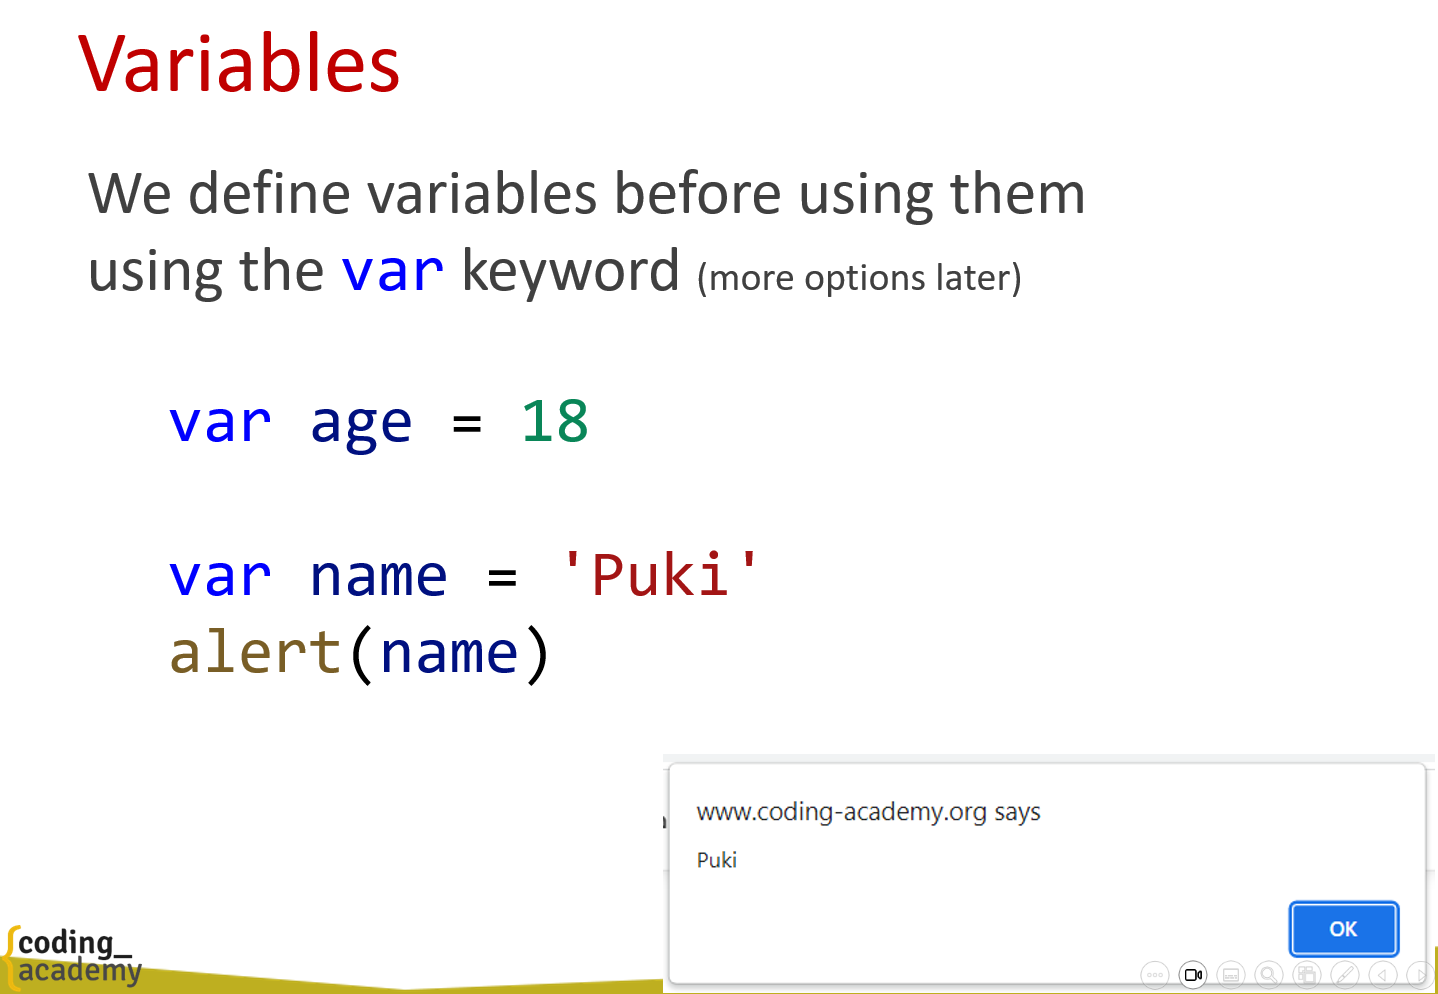 Variables
We define variables before using them
using the var keyword (more options later)
var age = 18
var name = 'Puki'
alert(name)
www.coding-academy.org says
Puki
OK
{coding_
academy